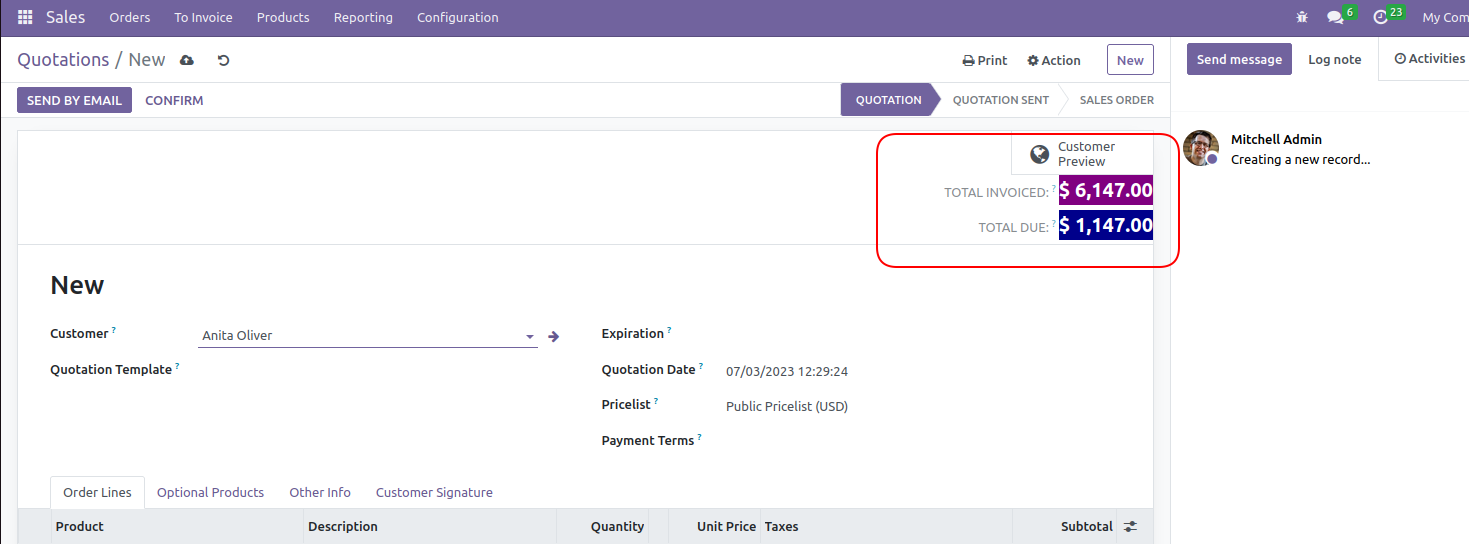 Sales Orders To Invoice Products Reporting Configuration 6 23 My Com
Quotations / New Print Action New Send message Log note Activities
SEND BY EMAIL CONFIRM QUOTATION QUOTATION SENT SALES ORDER
Customer
Preview
Mitchell Admin
Creating a new record...
TOTAL INVOICED: ? $ 6,147.00
TOTAL DUE: ? $ 1,147.00
New
Customer ? Anita Oliver Expiration ?
Quotation Template ? Quotation Date ? 07/03/2023 12:29:24
Pricelist ? Public Pricelist (USD)
Payment Terms ?
Order Lines Optional Products Other Info Customer Signature
Product Description Quantity Unit Price Taxes Subtotal